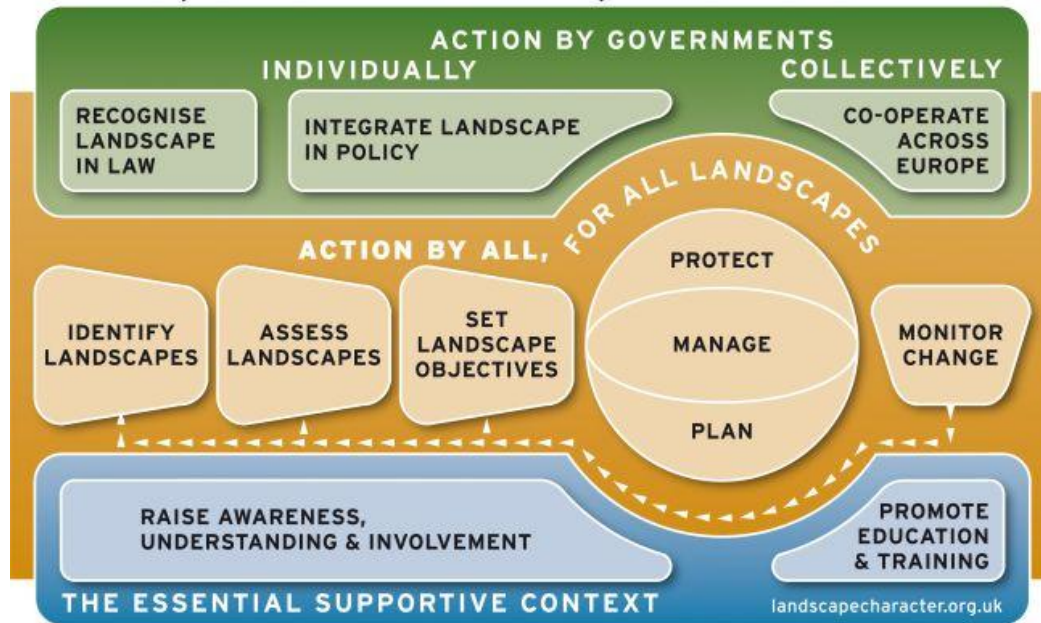 ACTION BY GOVERNMENTS
INDIVIDUALLY
COLLECTIVELY
RECOGNISE
LANDSCAPE
IN LAW
INTEGRATE LANDSCAPE
IN POLICY
CO-OPERATE
ACROSS
EUROPE
ACTION BY ALL,
FOR ALL LANDSCAPES
IDENTIFY
LANDSCAPES
ASSESS
LANDSCAPES
SET
LANDSCAPE
OBJECTIVES
PROTECT
MANAGE
PLAN
MONITOR
CHANGE
RAISE AWARENESS,
UNDERSTANDING & INVOLVEMENT
PROMOTE
EDUCATION
& TRAINING
THE ESSENTIAL SUPPORTIVE CONTEXT
landscapecharacter.org.uk